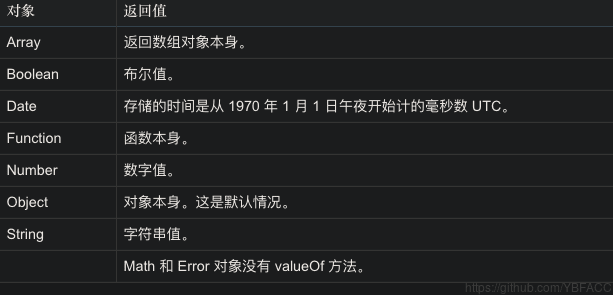 对象 返回值
Array 返回数组对象本身。
Boolean 布尔值。
Date 存储的时间是从 1970 年 1 月 1 日午夜开始计的毫秒数 UTC。
Function 函数本身。
Number 数字值。
Object 对象本身。这是默认情况。
String 字符串值。
Math 和 Error 对象没有 valueOf 方法。
https://github.com/YBFACC